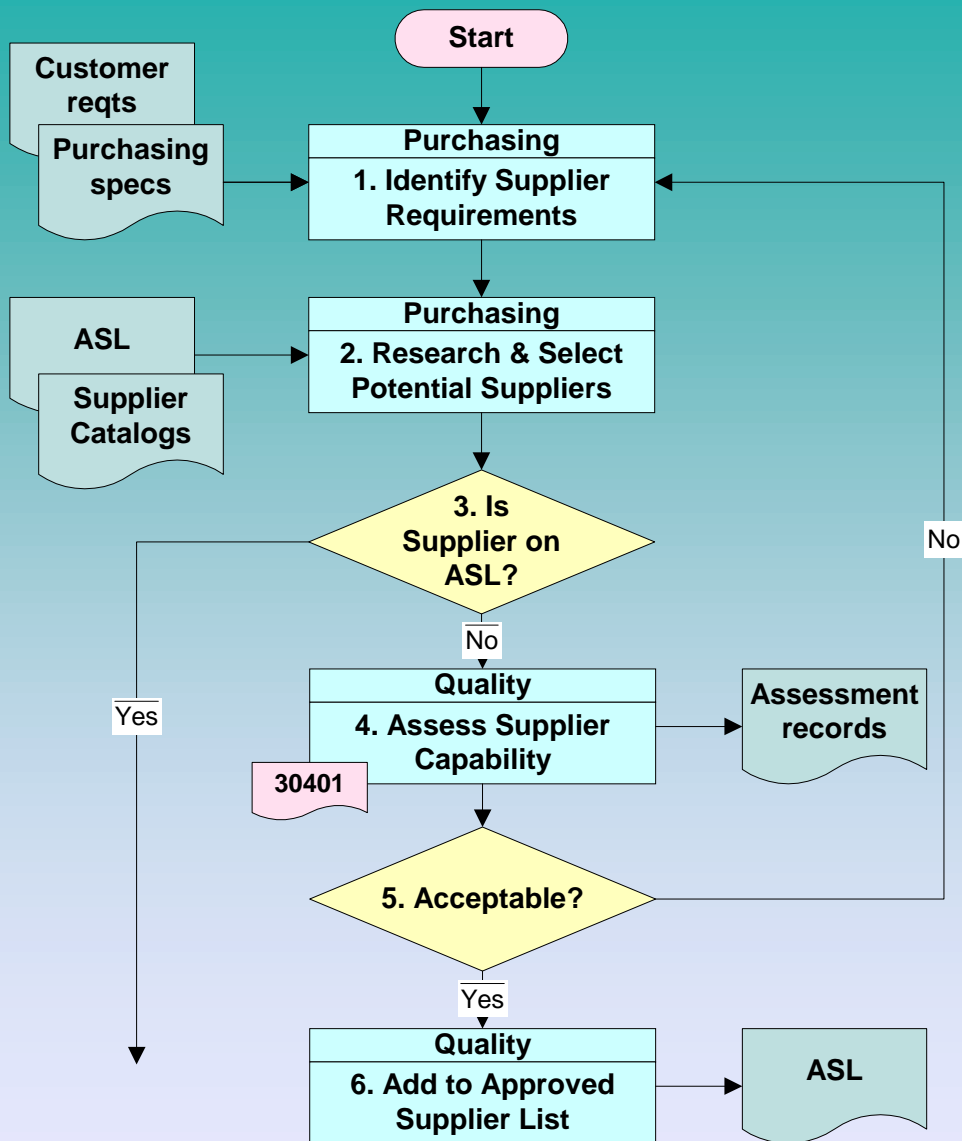 Start
Customer
reqts
Purchasing
specs
Purchasing
1. Identify Supplier
Requirements
ASL
Supplier
Catalogs
Purchasing
2. Research & Select
Potential Suppliers
3. Is
Supplier on
ASL?
No
No
Yes
Quality
4. Assess Supplier
Capability
30401
Assessment
records
5. Acceptable?
Yes
Quality
6. Add to Approved
Supplier List
ASL